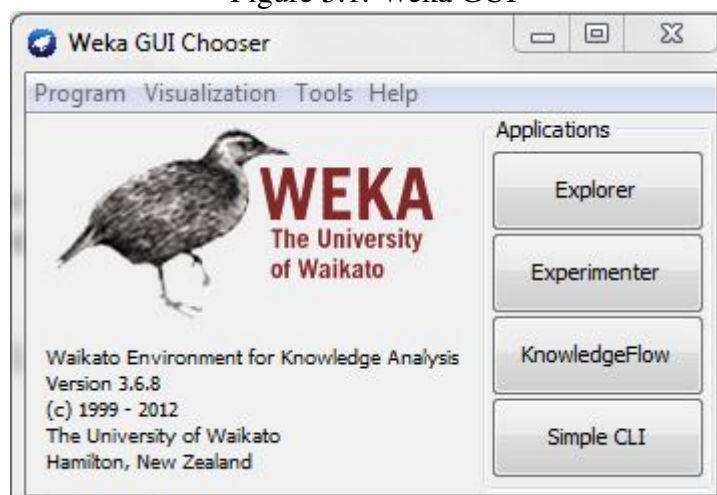 Weka GUI Chooser
Program Visualization Tools Help
WEKA
The University
of Waikato
Waikato Environment for Knowledge Analysis
Version 3.6.8
(c) 1999 - 2012
The University of Waikato
Hamilton, New Zealand
Applications
Explorer
Experimenter
KnowledgeFlow
Simple CLI